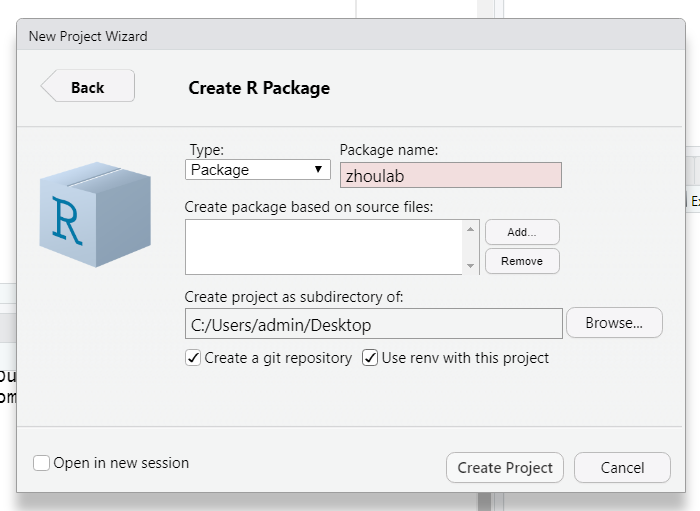 New Project Wizard
Back
Create R Package
R
Type:
Package name:
Package
zhoulab
Create package based on source files:
Add...
Remove
Create project as subdirectory of:
C:/Users/admin/Desktop
Browse...
Create a git repository
Use renv with this project
Open in new session
Create Project
Cancel